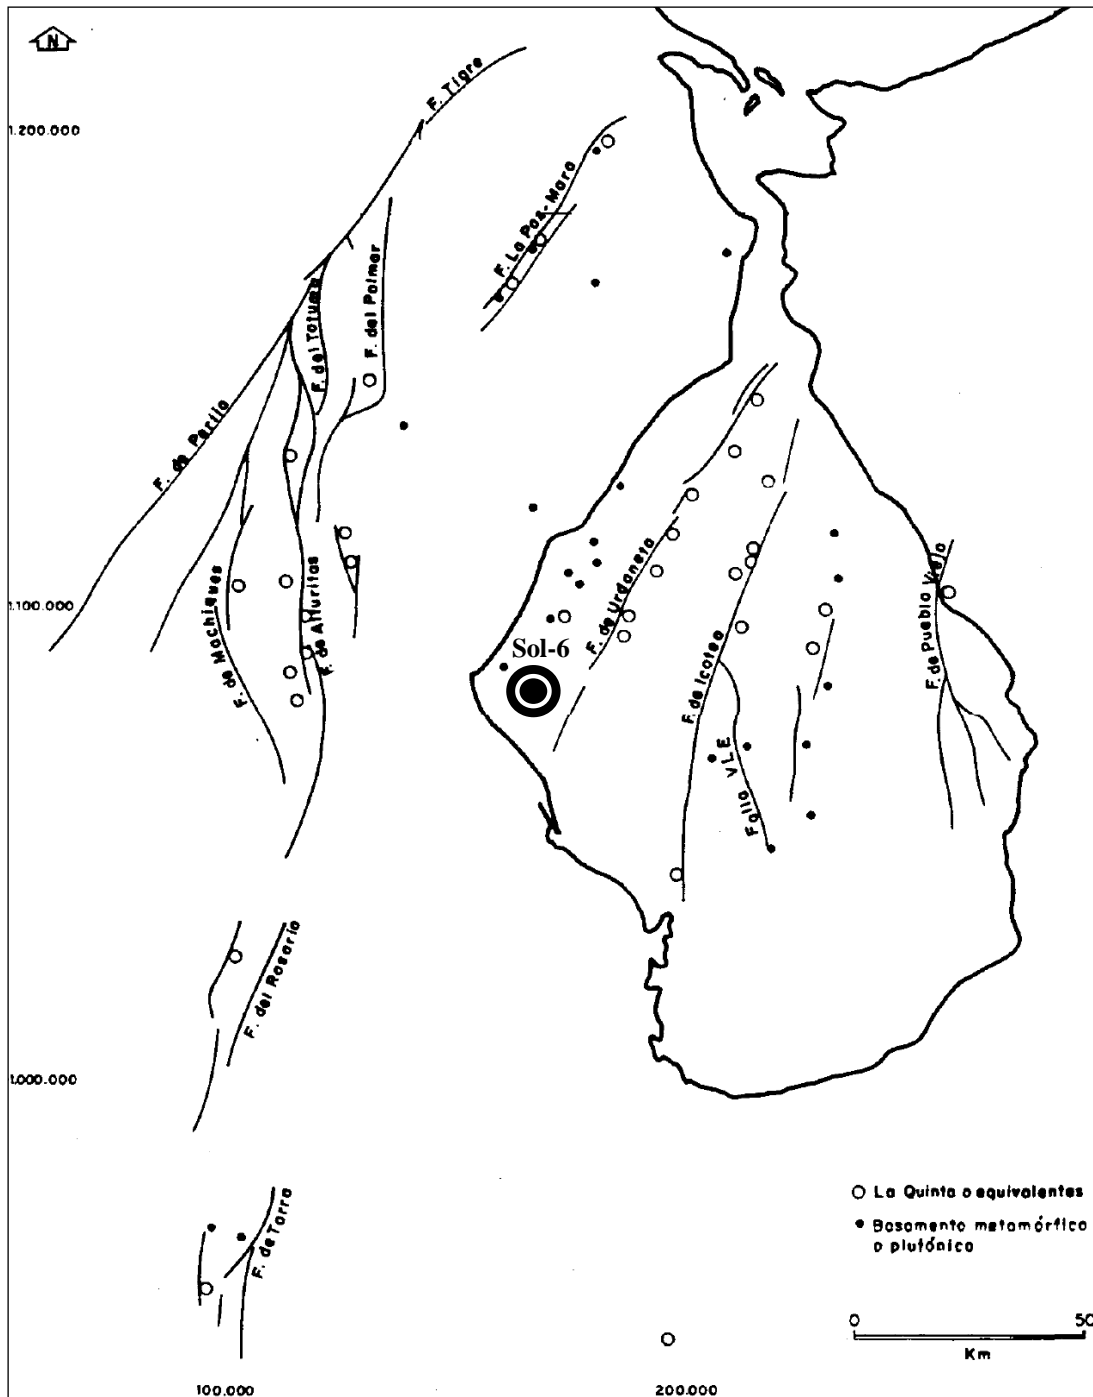 N
F. Tigre
1.200.000
F. La Paz-Mara
F. del Totumo
F. del Palmar
F. de Perija
F. de Urdaneta
F. de Pueblo Viejo
1.100.000
F. de Machiques
F. de Aricuaisá
Sol-6
F. de Icotea
Falla VLE
F. del Rosario
1.000.000
La Quinta o equivalentes
Basamento metamórfico
o plutónico
F. de Tarra
0 50
Km
100.000 200.000